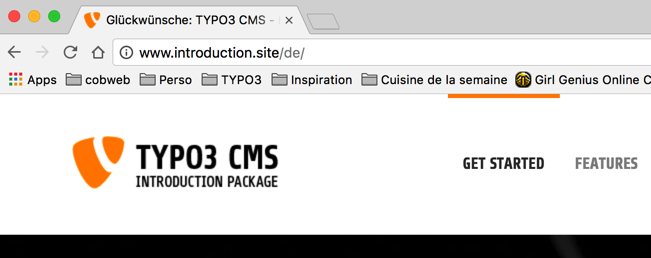 Glückwünsche: TYPO3 CMS -
www.introduction.site/de/
Apps cobweb Perso TYPO3 Inspiration Cuisine de la semaine Girl Genius Online C
TYPO3 CMS
INTRODUCTION PACKAGE
GET STARTED FEATURES